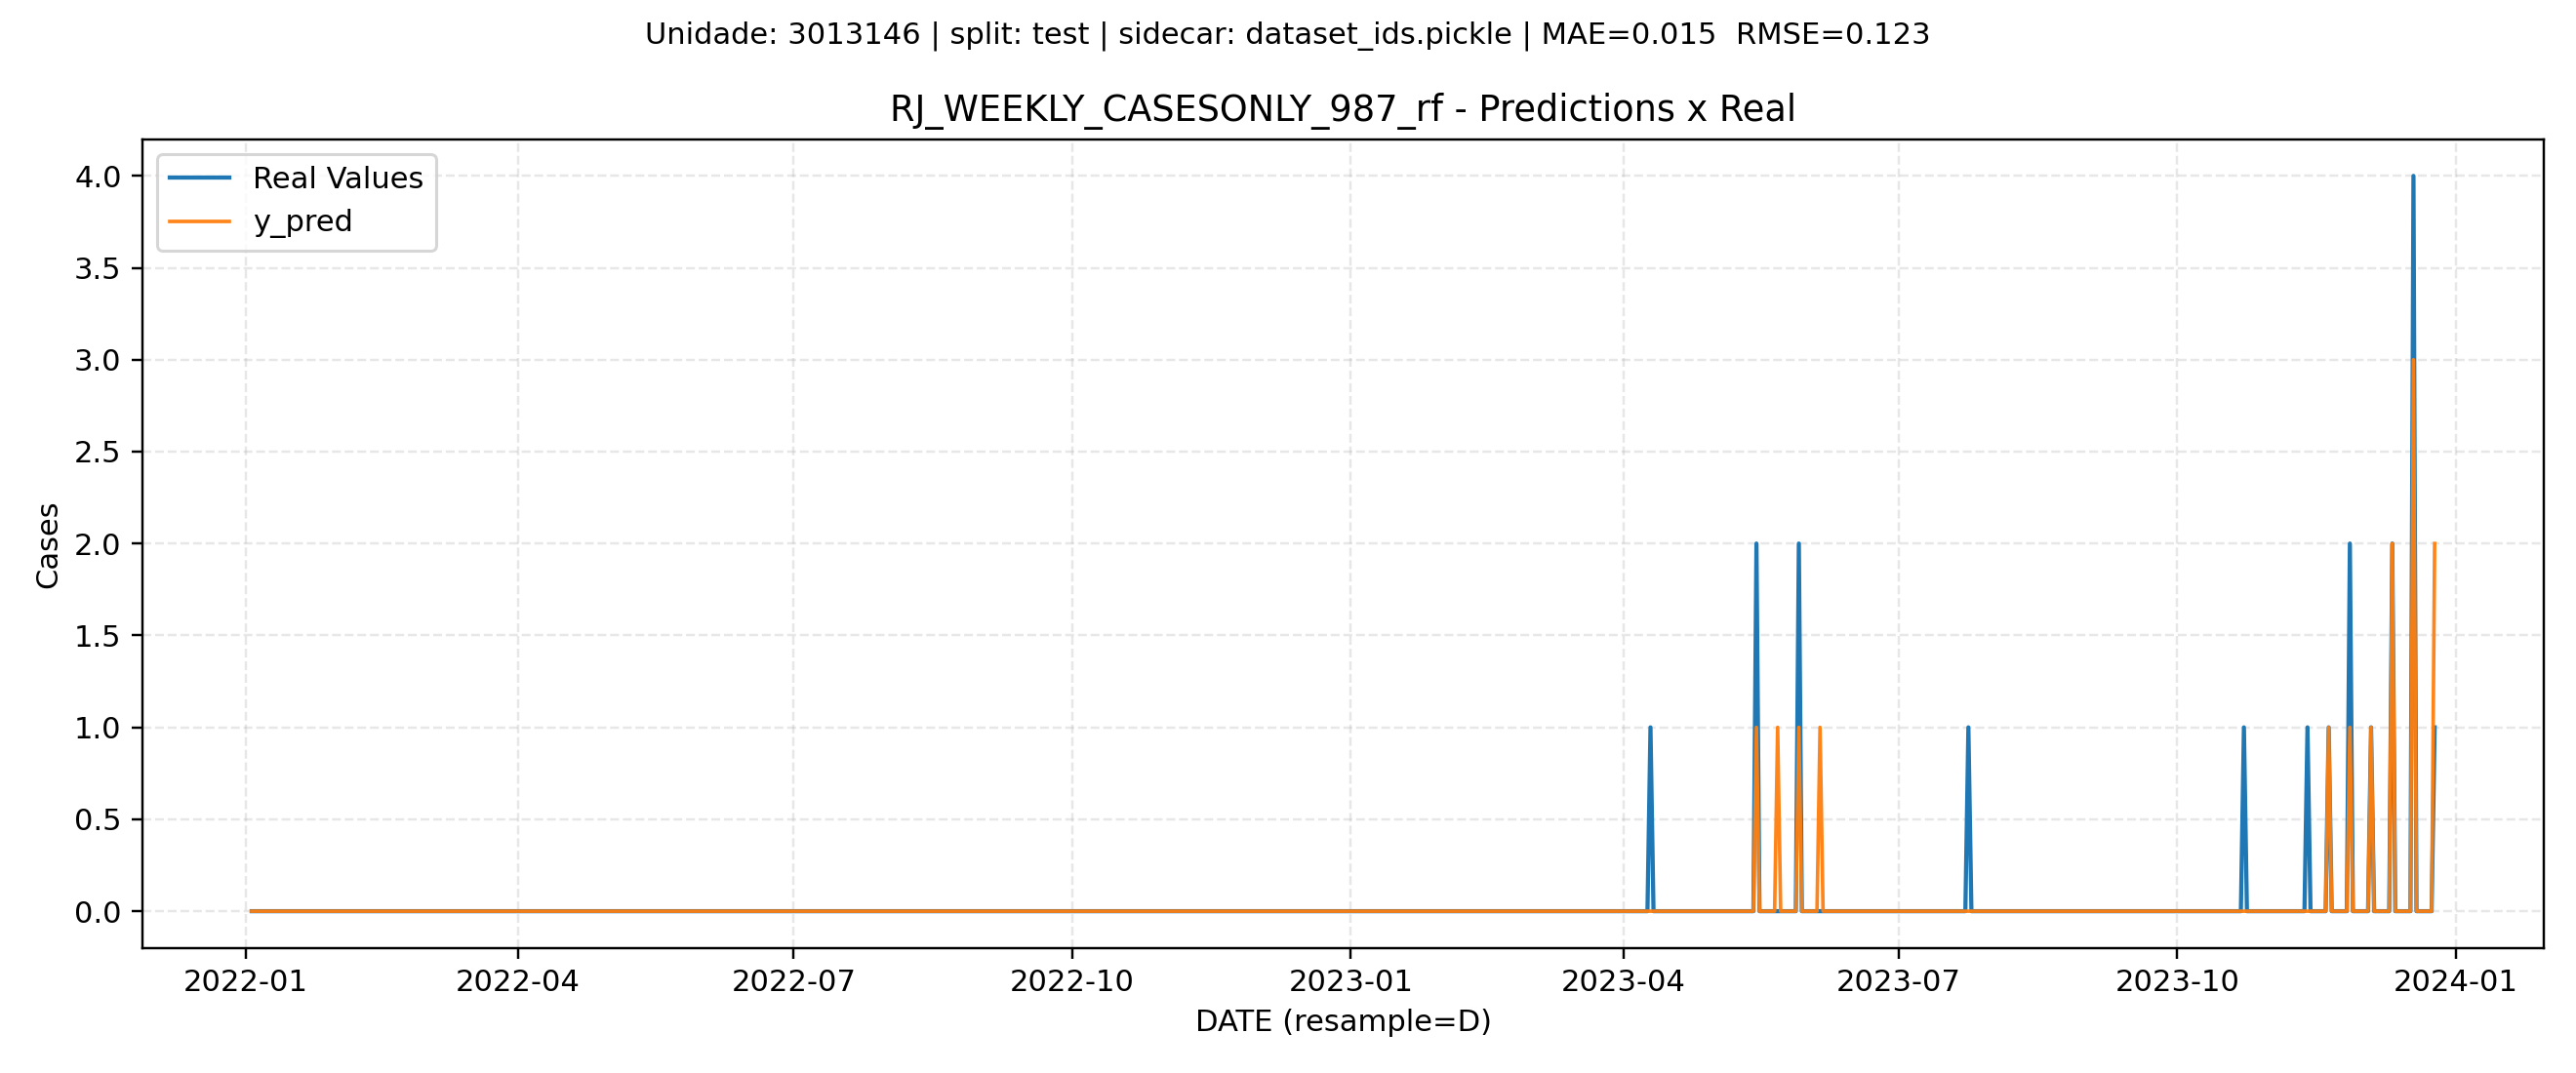 Unidade: 3013146 | split: test | sidecar: dataset_ids.pickle | MAE=0.015  RMSE=0.123
RJ_WEEKLY_CASESONLY_987_rf - Predictions x Real
Real Values
y_pred
4.0
3.5
3.0
2.5
2.0
1.5
1.0
0.5
0.0
Cases
2022-01 2022-04 2022-07 2022-10 2023-01 2023-04 2023-07 2023-10 2024-01
DATE (resample=D)